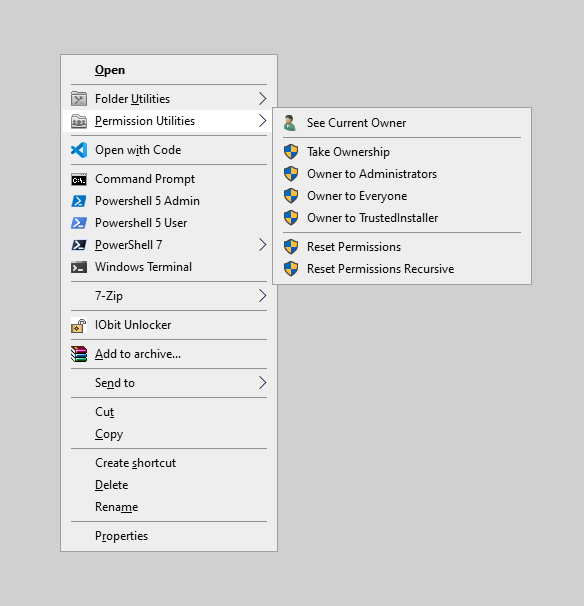 Open
Folder Utilities
Permission Utilities
Open with Code
Command Prompt
Powershell 5 Admin
Powershell 5 User
PowerShell 7
Windows Terminal
7-Zip
IObit Unlocker
Add to archive...
Send to
Cut
Copy
Create shortcut
Delete
Rename
Properties
See Current Owner
Take Ownership
Owner to Administrators
Owner to Everyone
Owner to TrustedInstaller
Reset Permissions
Reset Permissions Recursive